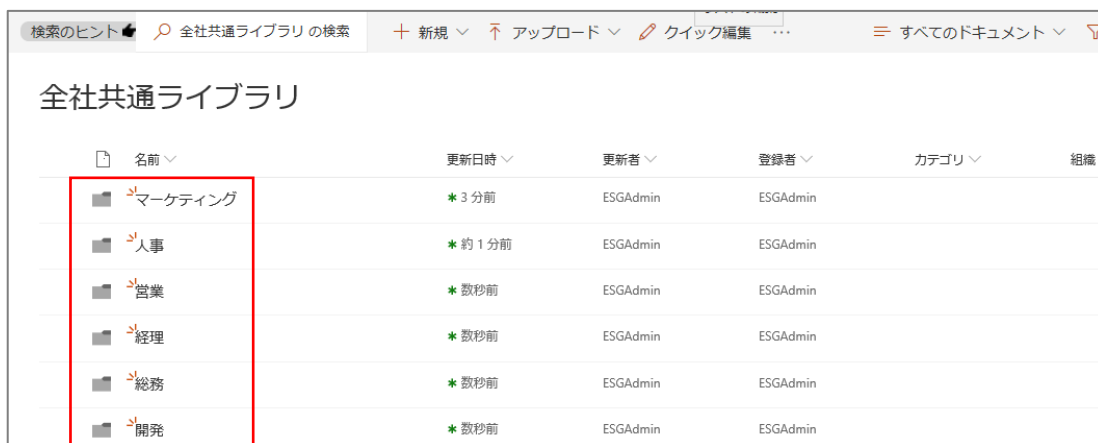 検索のヒント 全社共通ライブラリ の検索 新規 アップロード クイック編集 … すべてのドキュメント
全社共通ライブラリ
名前 更新日時 更新者 登録者 カテゴリ 組織
マーケティング 3 分前 ESGAdmin ESGAdmin
人事 約 1 分前 ESGAdmin ESGAdmin
営業 数秒前 ESGAdmin ESGAdmin
経理 数秒前 ESGAdmin ESGAdmin
総務 数秒前 ESGAdmin ESGAdmin
開発 数秒前 ESGAdmin ESGAdmin